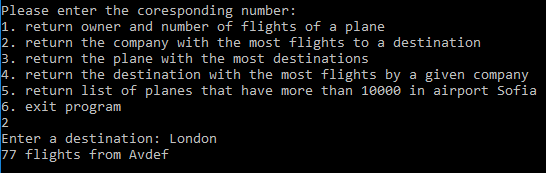 Please enter the coresponding number:
1. return owner and number of flights of a plane
2. return the company with the most flights to a destination
3. return the plane with the most destinations
4. return the destination with the most flights by a given company
5. return list of planes that have more than 10000 in airport Sofia
6. exit program
2
Enter a destination: London
77 flights from Avdef